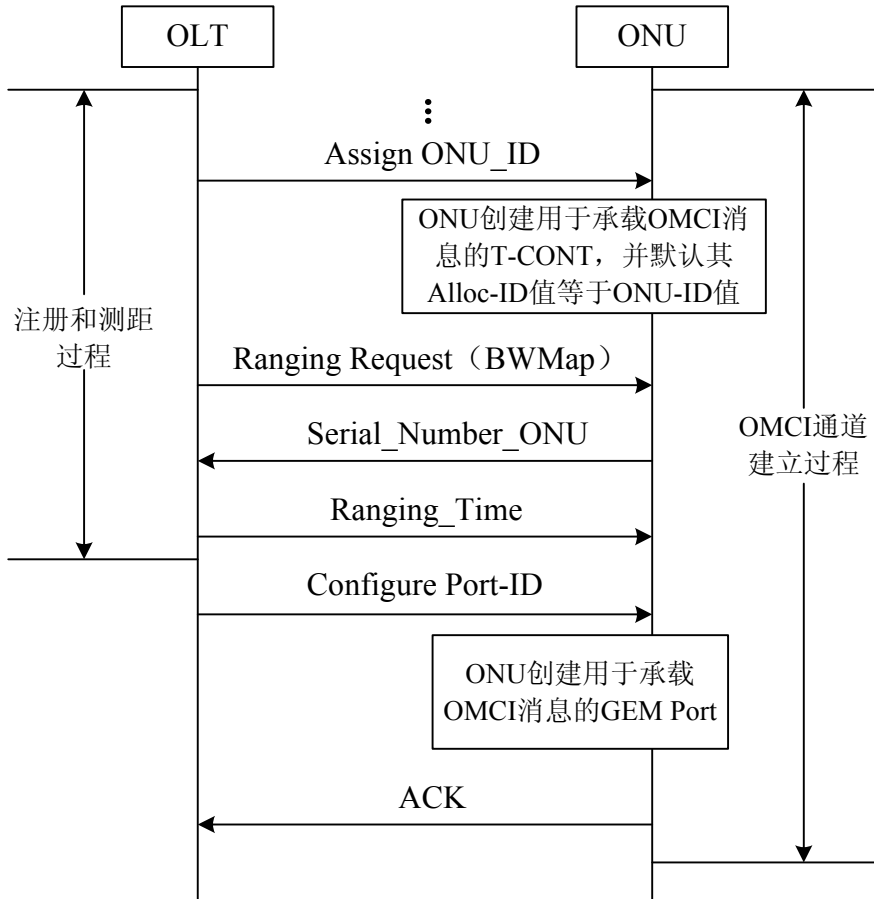 OLT
ONU
Assign ONU_ID
ONU创建用于承载OMCI消
息的T-CONT，并默认其
Alloc-ID值等于ONU-ID值
注册和测距
过程
Ranging Request（BWMap）
Serial_Number_ONU
OMCI通道
建立过程
Ranging_Time
Configure Port-ID
ONU创建用于承载
OMCI消息的GEM Port
ACK